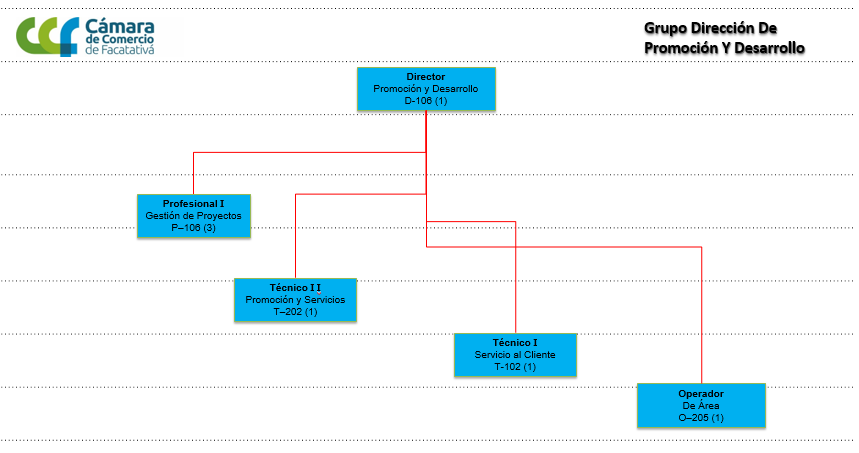 CCF Cámara
de Comercio
de Facatativá
Grupo Dirección De
Promoción Y Desarrollo
Director
Promoción y Desarrollo
D-106 (1)
Profesional I
Gestión de Proyectos
P–106 (3)
Técnico I I
Promoción y Servicios
T–202 (1)
Técnico I
Servicio al Cliente
T-102 (1)
Operador
De Área
O–205 (1)